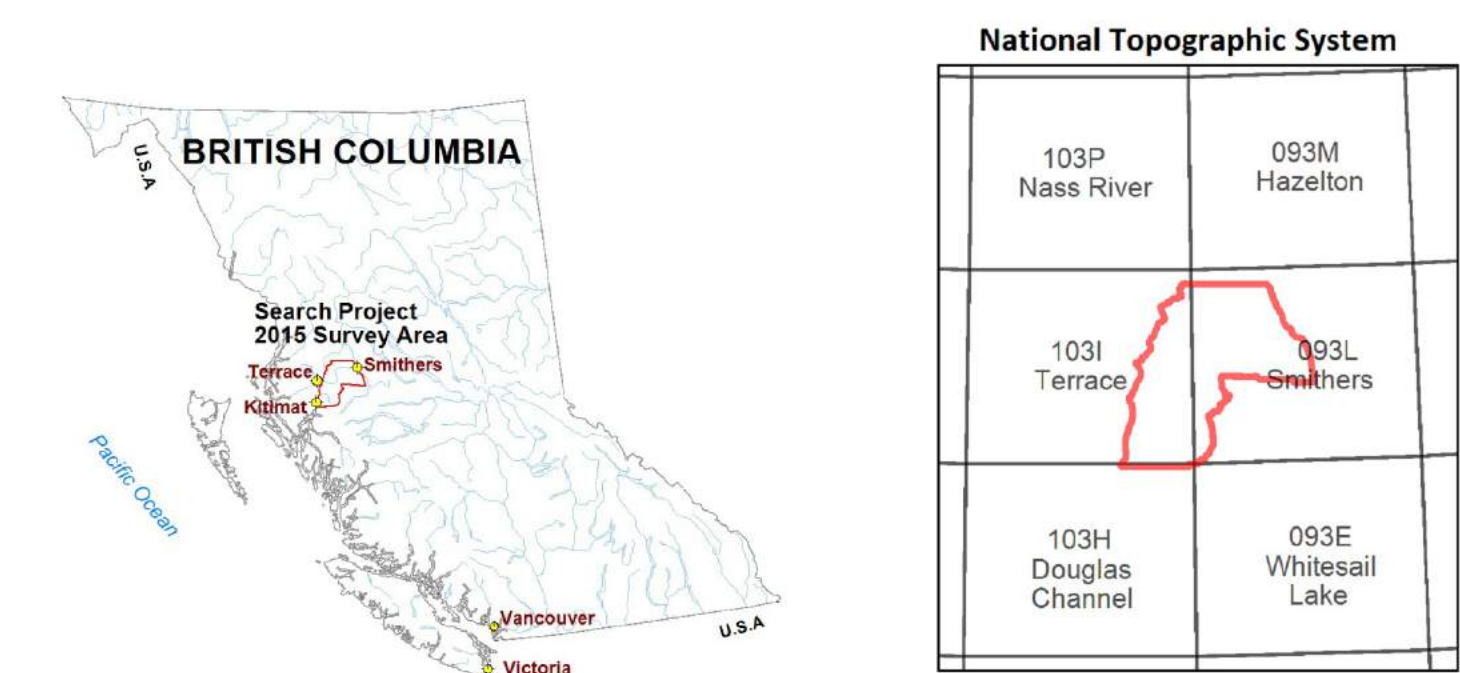 BRITISH COLUMBIA
U.S.A
Search Project
2015 Survey Area
Terrace
Smithers
Kitimat
Pacific Ocean
Vancouver
U.S.A
Victoria
National Topographic System
103P
Nass River
093M
Hazelton
103I
Terrace
093L
Smithers
103H
Douglas
Channel
093E
Whitesail
Lake